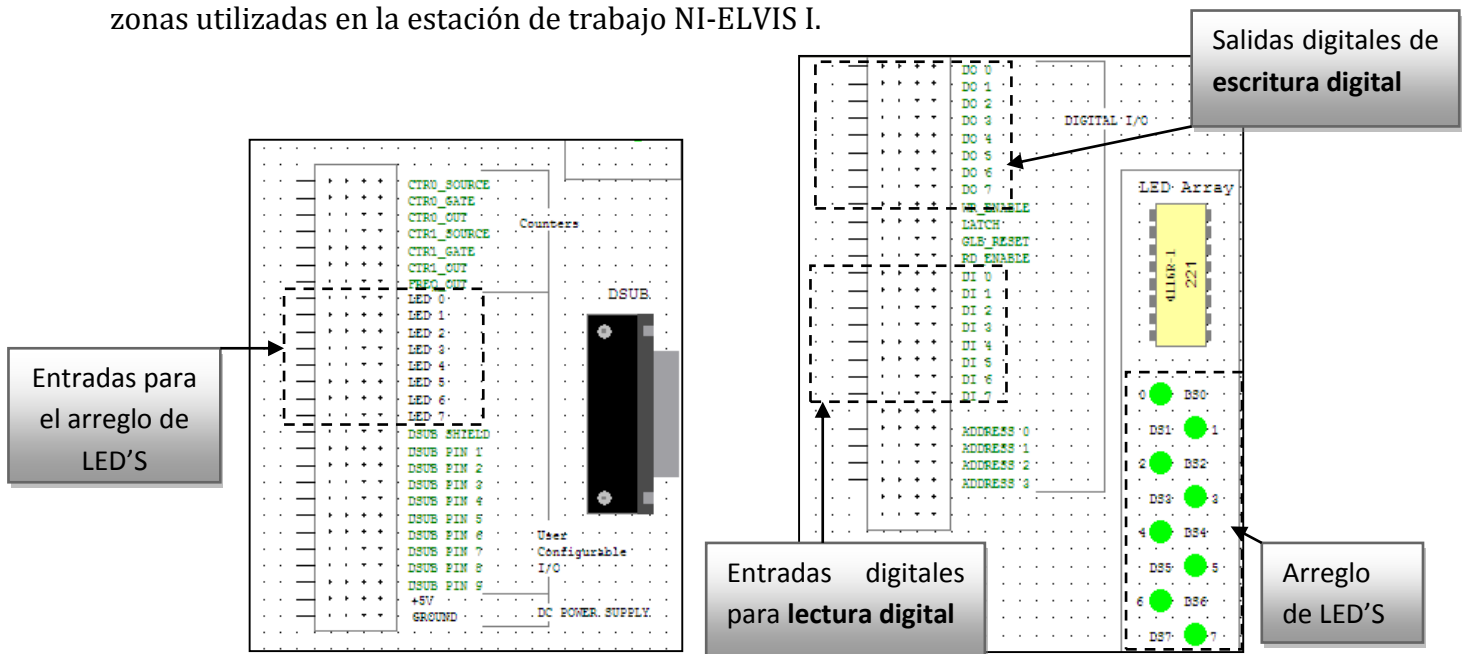 zonas utilizadas en la estación de trabajo NI-ELVIS I.
Salidas digitales de
escritura digital
CTR0_SOURCE
CTR0_GATE
CTR0_OUT
CTR1_SOURCE
CTR1_GATE
CTR1_OUT
FREQ_OUT
Counters
LED 0
LED 1
LED 2
LED 3
LED 4
LED 5
LED 6
LED 7
DSUB SHIELD
DSUB PIN 1
DSUB PIN 2
DSUB PIN 3
DSUB PIN 4
DSUB PIN 5
DSUB PIN 6
DSUB PIN 7
DSUB PIN 8
DSUB PIN 9
+5V
GROUND
DSUB
User
Configurable
I/O
DC POWER SUPPLY
Entradas para
el arreglo de
LED'S
DO 0
DO 1
DO 2
DO 3
DO 4
DO 5
DO 6
DO 7
WR_ENABLE
LATCH
GLB_RESET
RD_ENABLE
DI 0
DI 1
DI 2
DI 3
DI 4
DI 5
DI 6
DI 7
ADDRESS 0
ADDRESS 1
ADDRESS 2
ADDRESS 3
DIGITAL I/O
LED Array
4116R-1
221
0 DS0
DS1 1
2 DS2
DS3 3
4 DS4
DS5 5
6 DS6
DS7 7
Entradas digitales
para lectura digital
Arreglo
de LED'S